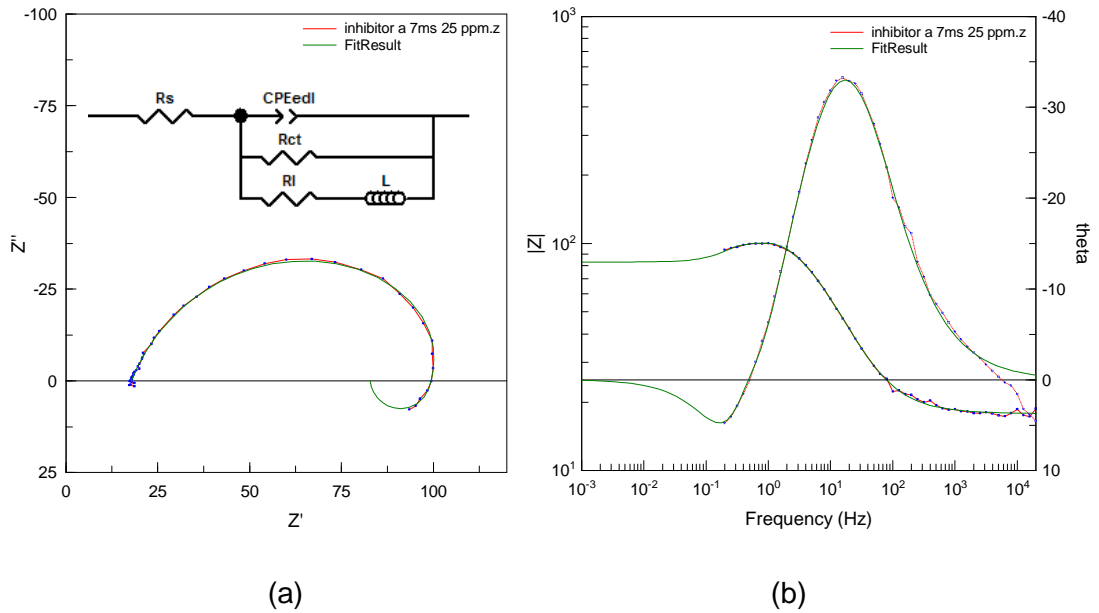 -100
-75
-50
-25
0
25
0
25
50
75
100
Z'
Z''
inhibitor a 7ms 25 ppm.z
FitResult
Rs
CPEedl
Rct
Rl
L
(a)
10³
10²
10¹
|Z|
10⁻³
10⁻²
10⁻¹
10⁰
10¹
10²
10³
10⁴
Frequency (Hz)
-40
-30
-20
-10
0
10
theta
inhibitor a 7ms 25 ppm.z
FitResult
(b)